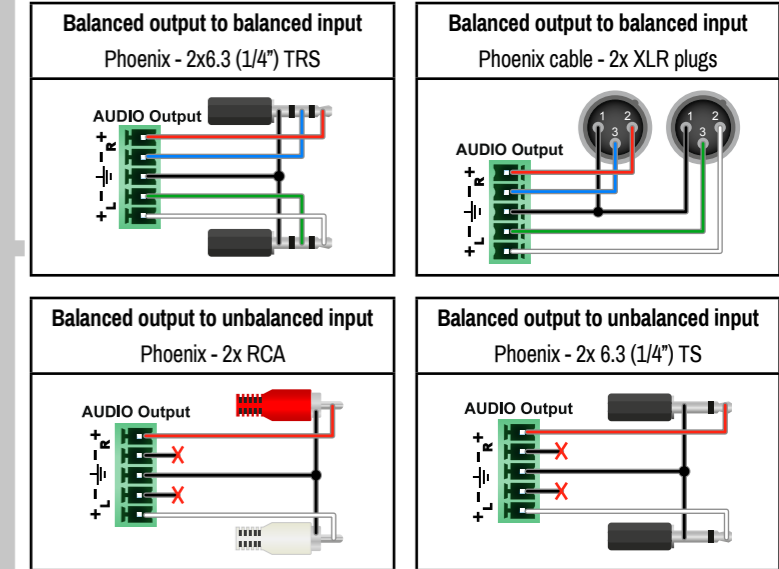 Balanced output to balanced input
Phoenix - 2x6.3 (1/4”) TRS
AUDIO Output
+
R
-
-
L
+
Balanced output to balanced input
Phoenix cable - 2x XLR plugs
AUDIO Output
+
R
-
-
L
+
1
2
3
1
2
3
Balanced output to unbalanced input
Phoenix - 2x RCA
AUDIO Output
+
R
-
-
L
+
Balanced output to unbalanced input
Phoenix - 2x 6.3 (1/4”) TS
AUDIO Output
+
R
-
-
L
+